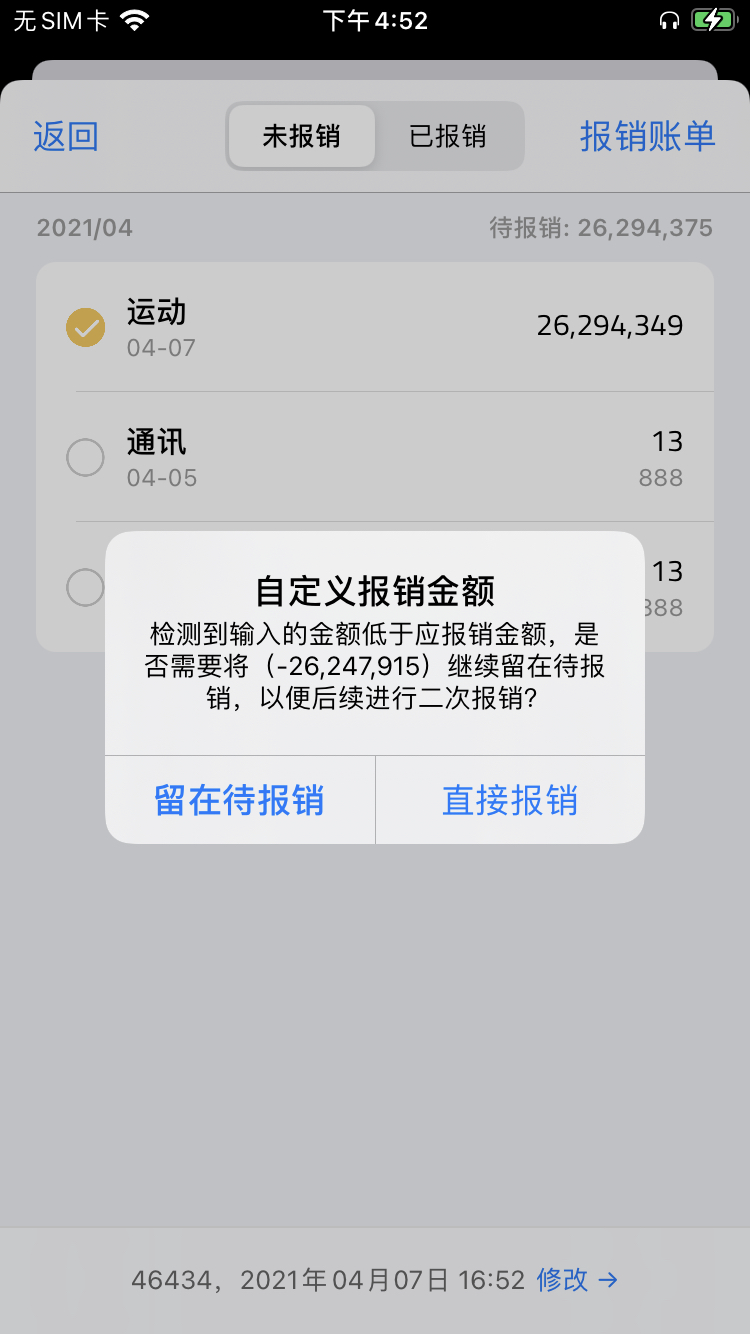 无SIM卡 下午4:52
返回 未报销 已报销 报销账单
2021/04 待报销: 26,294,375
运动 26,294,349
04-07
通讯 13
04-05 888
13
888
自定义报销金额
检测到输入的金额低于应报销金额，是
否需要将（-26,247,915）继续留在待报
销，以便后续进行二次报销？
留在待报销 直接报销
46434，2021年04月07日 16:52 修改 →